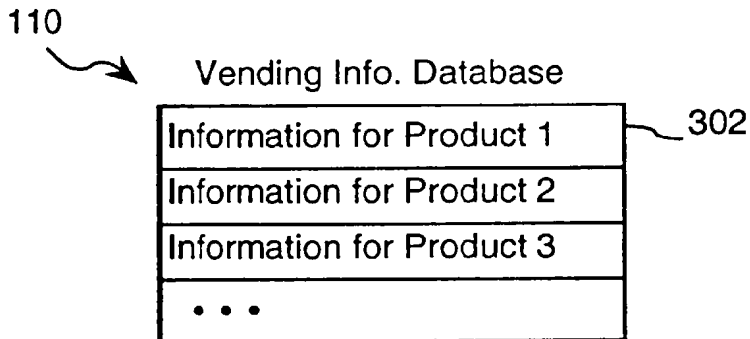 110
Vending Info. Database
Information for Product 1
302
Information for Product 2
Information for Product 3
• • •